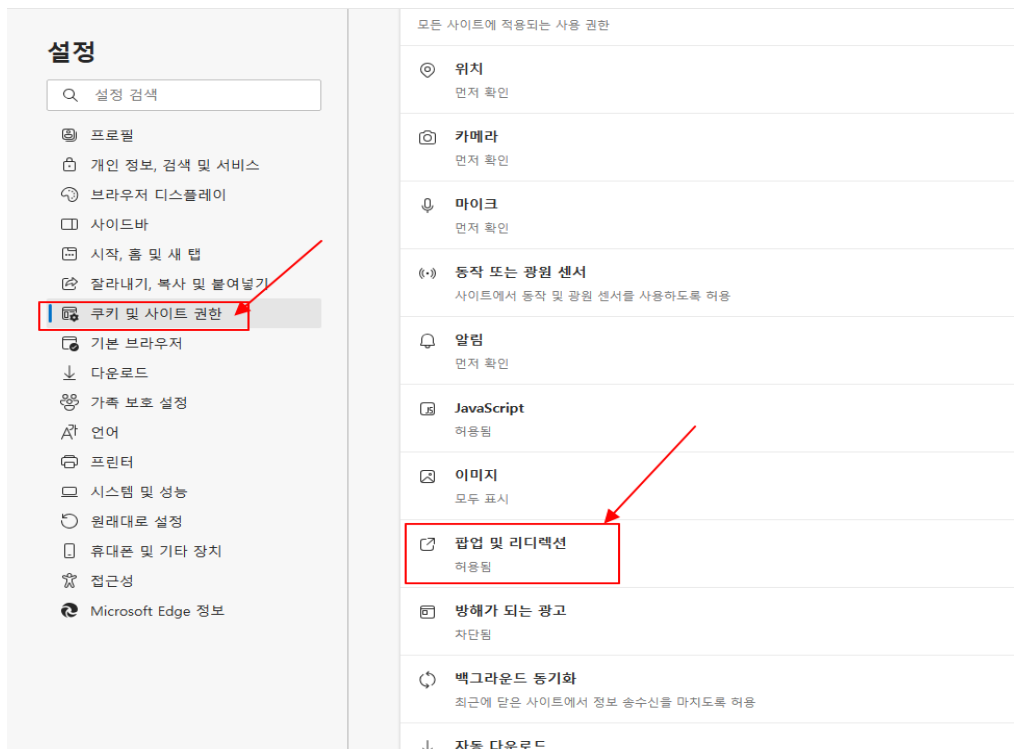 설정
설정 검색
프로필
개인 정보, 검색 및 서비스
브라우저 디스플레이
사이드바
시작, 홈 및 새 탭
잘라내기, 복사 및 붙여넣기
쿠키 및 사이트 권한
기본 브라우저
다운로드
가족 보호 설정
언어
프린터
시스템 및 성능
원래대로 설정
휴대폰 및 기타 장치
접근성
Microsoft Edge 정보
모든 사이트에 적용되는 사용 권한
위치
먼저 확인
카메라
먼저 확인
마이크
먼저 확인
동작 또는 광원 센서
사이트에서 동작 및 광원 센서를 사용하도록 허용
알림
먼저 확인
JavaScript
허용됨
이미지
모두 표시
팝업 및 리디렉션
허용됨
방해가 되는 광고
차단됨
백그라운드 동기화
최근에 닫은 사이트에서 정보 송수신을 마치도록 허용
자동 다운로드